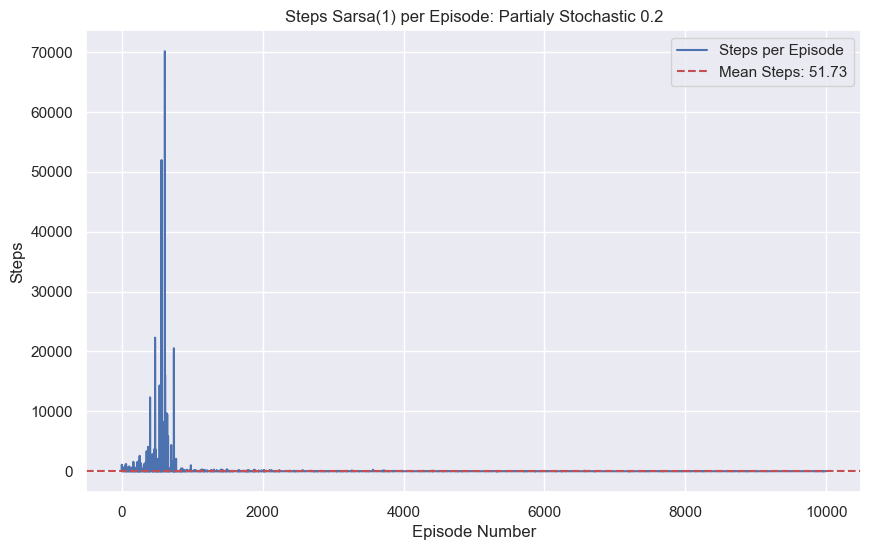 Steps Sarsa(1) per Episode: Partialy Stochastic 0.2
Steps per Episode
Mean Steps: 51.73
70000
60000
50000
40000
30000
20000
10000
0
Steps
0 2000 4000 6000 8000 10000
Episode Number